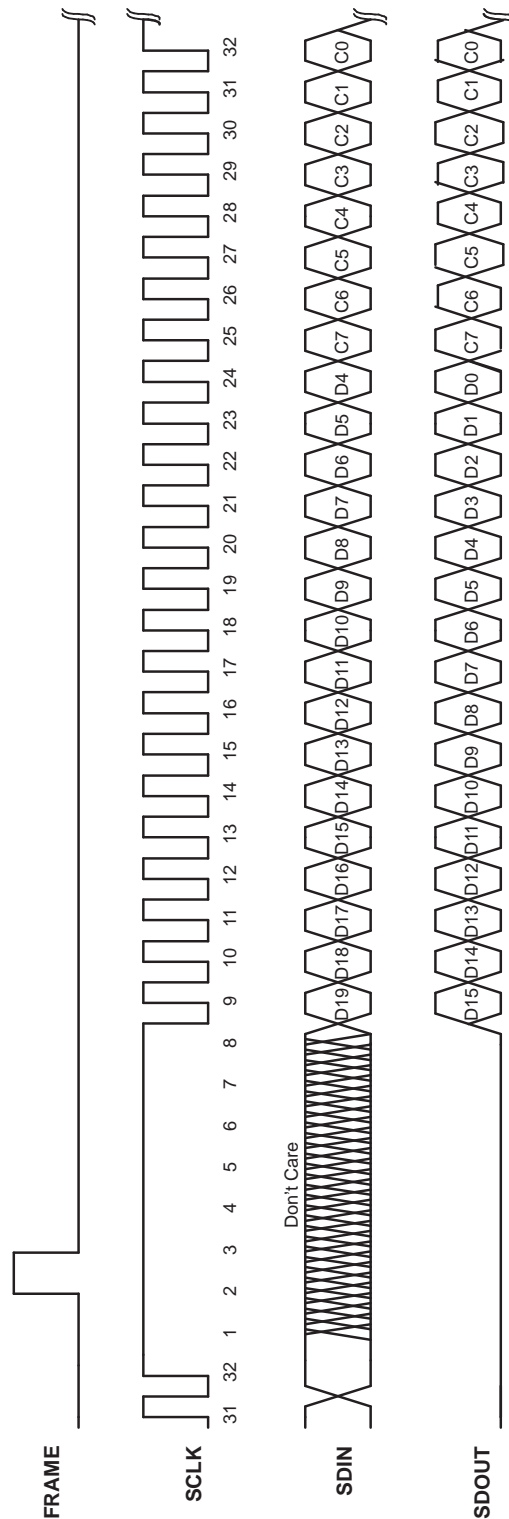 FRAME
SCLK
31 32 1 2 3 4 5 6 7 8 9 10 11 12 13 14 15 16 17 18 19 20 21 22 23 24 25 26 27 28 29 30 31 32
SDIN
Don't Care
D19 D18 D17 D16 D15 D14 D13 D12 D11 D10 D9 D8 D7 D6 D5 D4 C7 C6 C5 C4 C3 C2 C1 C0
SDOUT
D15 D14 D13 D12 D11 D10 D9 D8 D7 D6 D5 D4 D3 D2 D1 D0 C7 C6 C5 C4 C3 C2 C1 C0